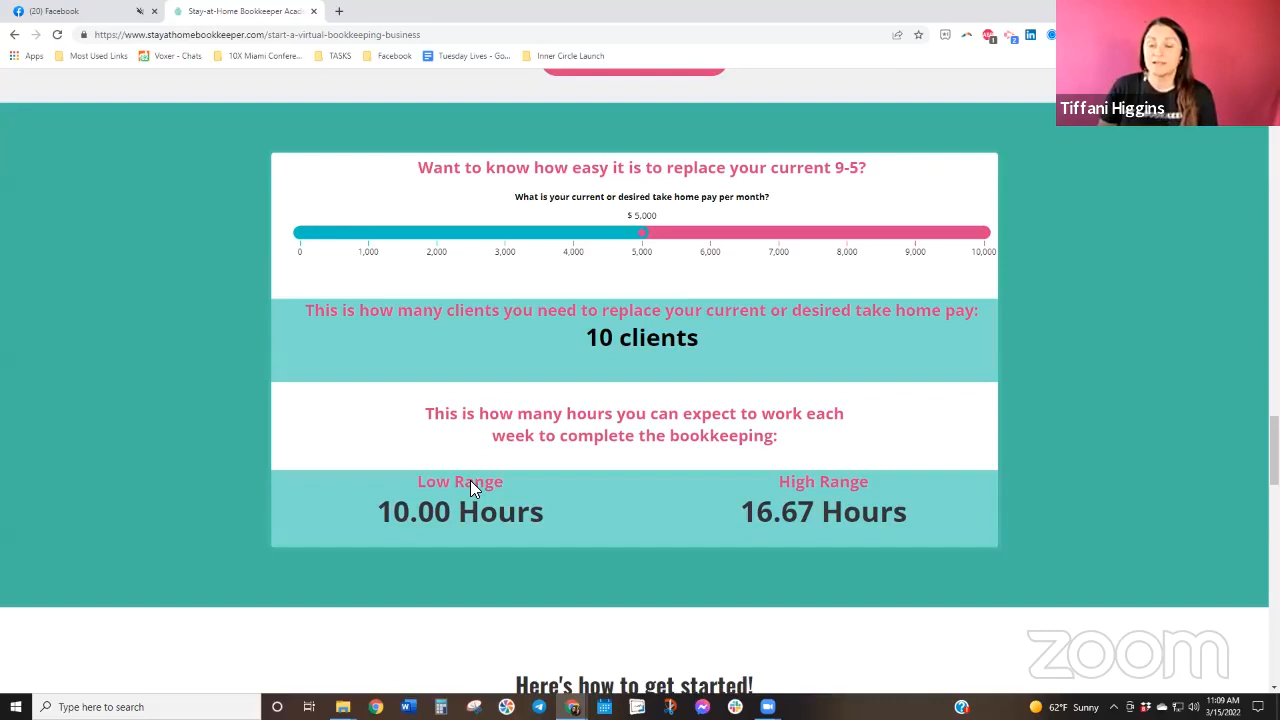 (20) Facebook
Stay-at-Home Bookkeeper Acad
https://www.stayathomebookkeeper.com/start-a-virtual-bookkeeping-business
Apps
Most Used Links
Voxer - Chats
10X Miami Confere...
TASKS
Facebook
Tuesday Lives - Go...
Inner Circle Launch
Tiffani Higgins
Want to know how easy it is to replace your current 9-5?
What is your current or desired take home pay per month?
$ 5,000
0 1,000 2,000 3,000 4,000 5,000 6,000 7,000 8,000 9,000 10,000
This is how many clients you need to replace your current or desired take home pay:
10 clients
This is how many hours you can expect to work each
week to complete the bookkeeping:
Low Range
10.00 Hours
High Range
16.67 Hours
zoom
Here's how to get started!
Type here to search
62°F Sunny
11:09 AM
3/15/2022